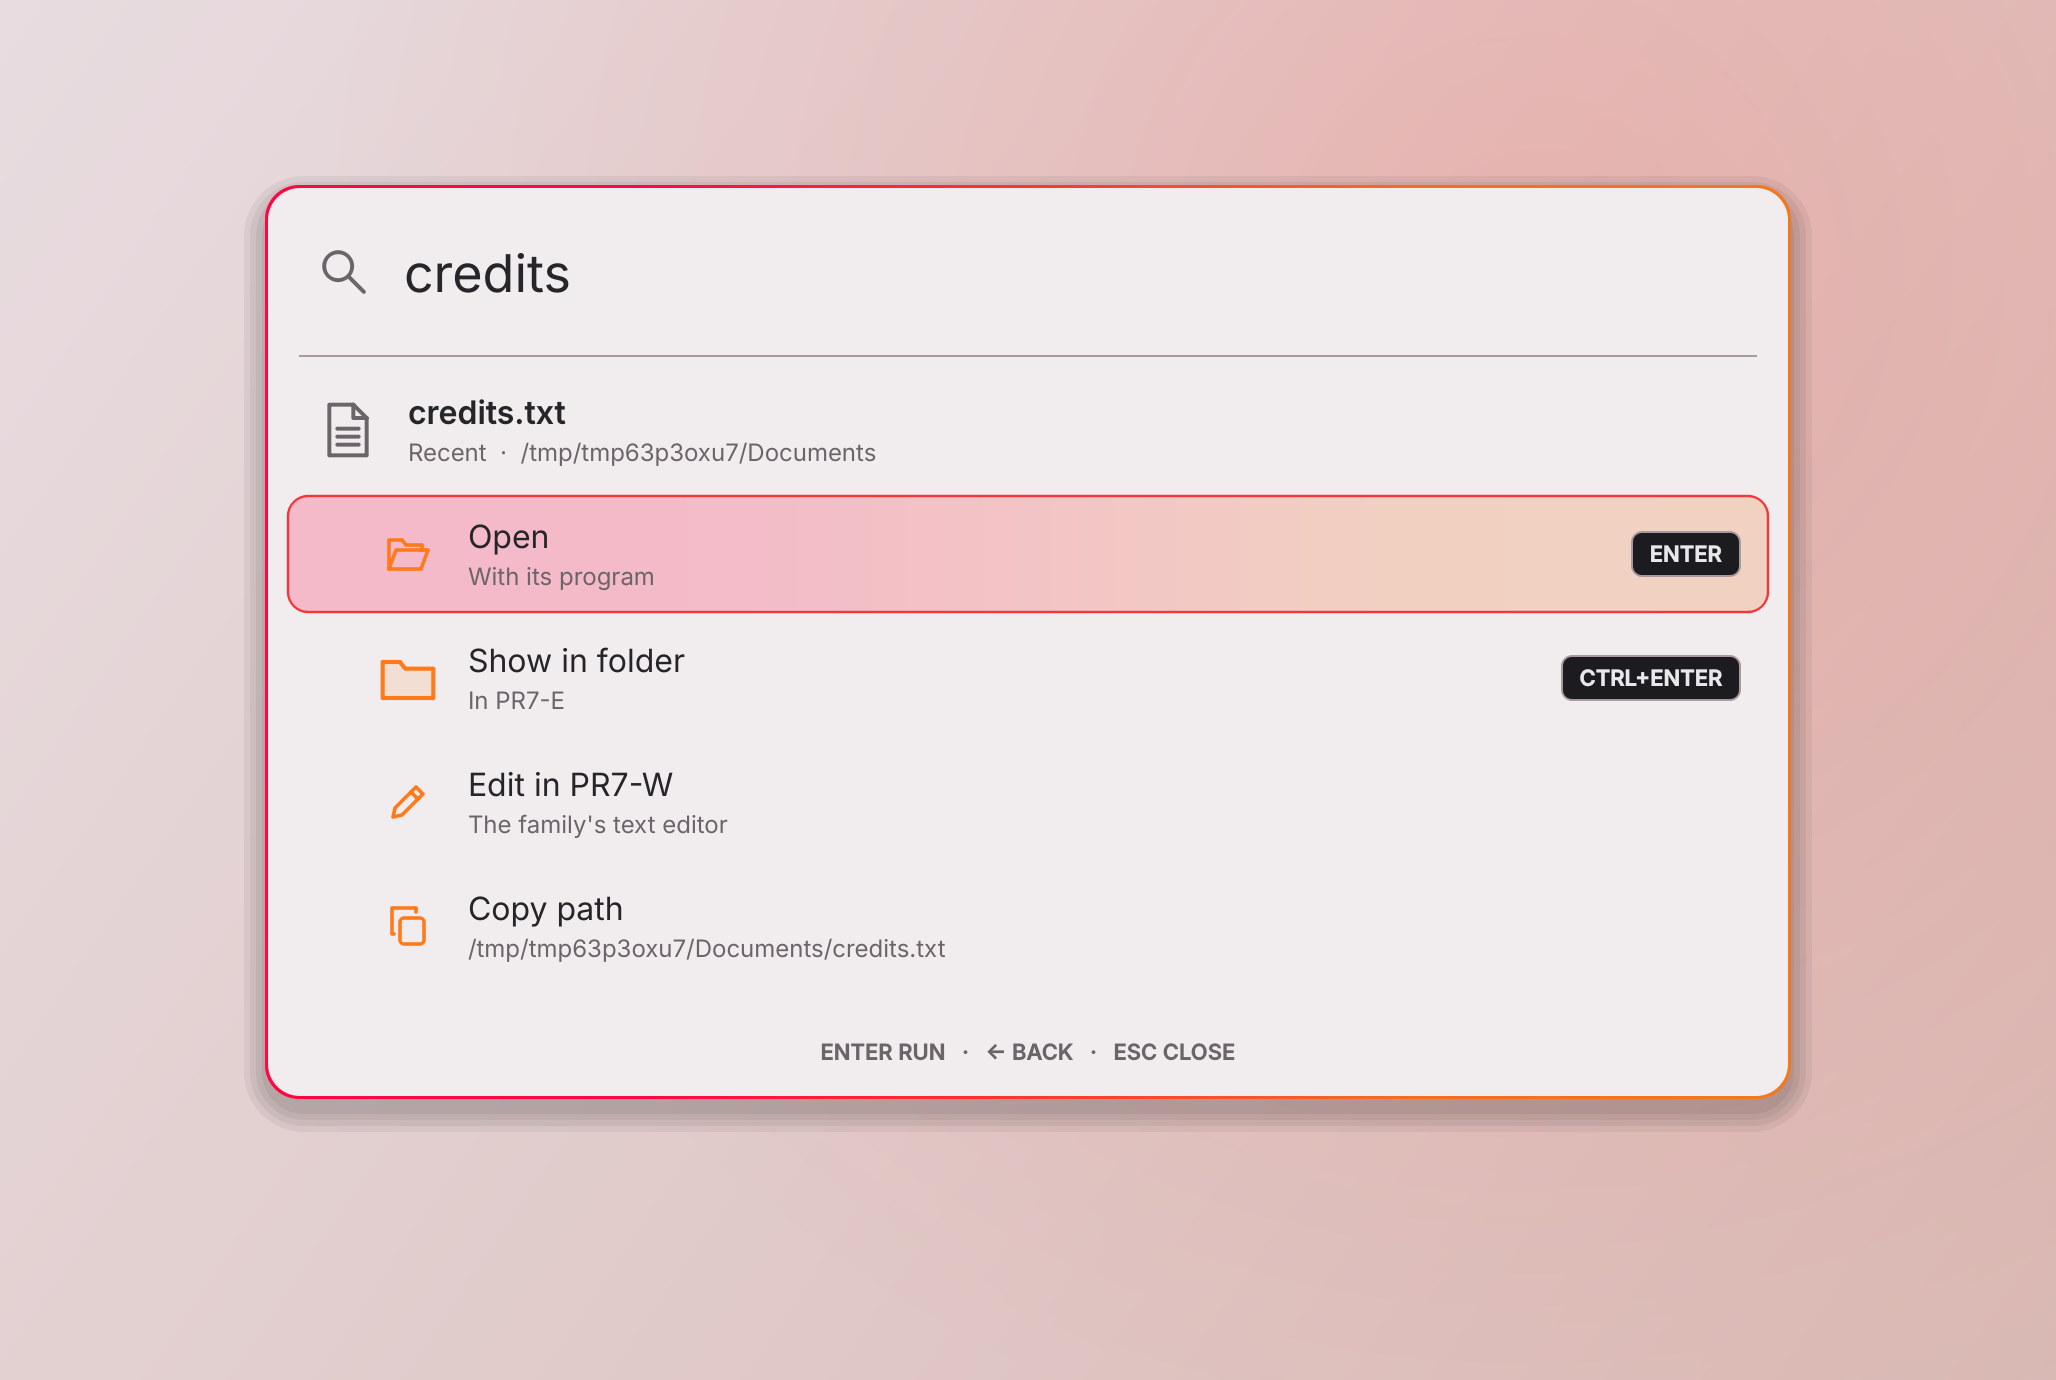 credits
credits.txt
Recent · /tmp/tmp63p3oxu7/Documents
Open
With its program
ENTER
Show in folder
In PR7-E
CTRL+ENTER
Edit in PR7-W
The family's text editor
Copy path
/tmp/tmp63p3oxu7/Documents/credits.txt
ENTER RUN · ← BACK · ESC CLOSE